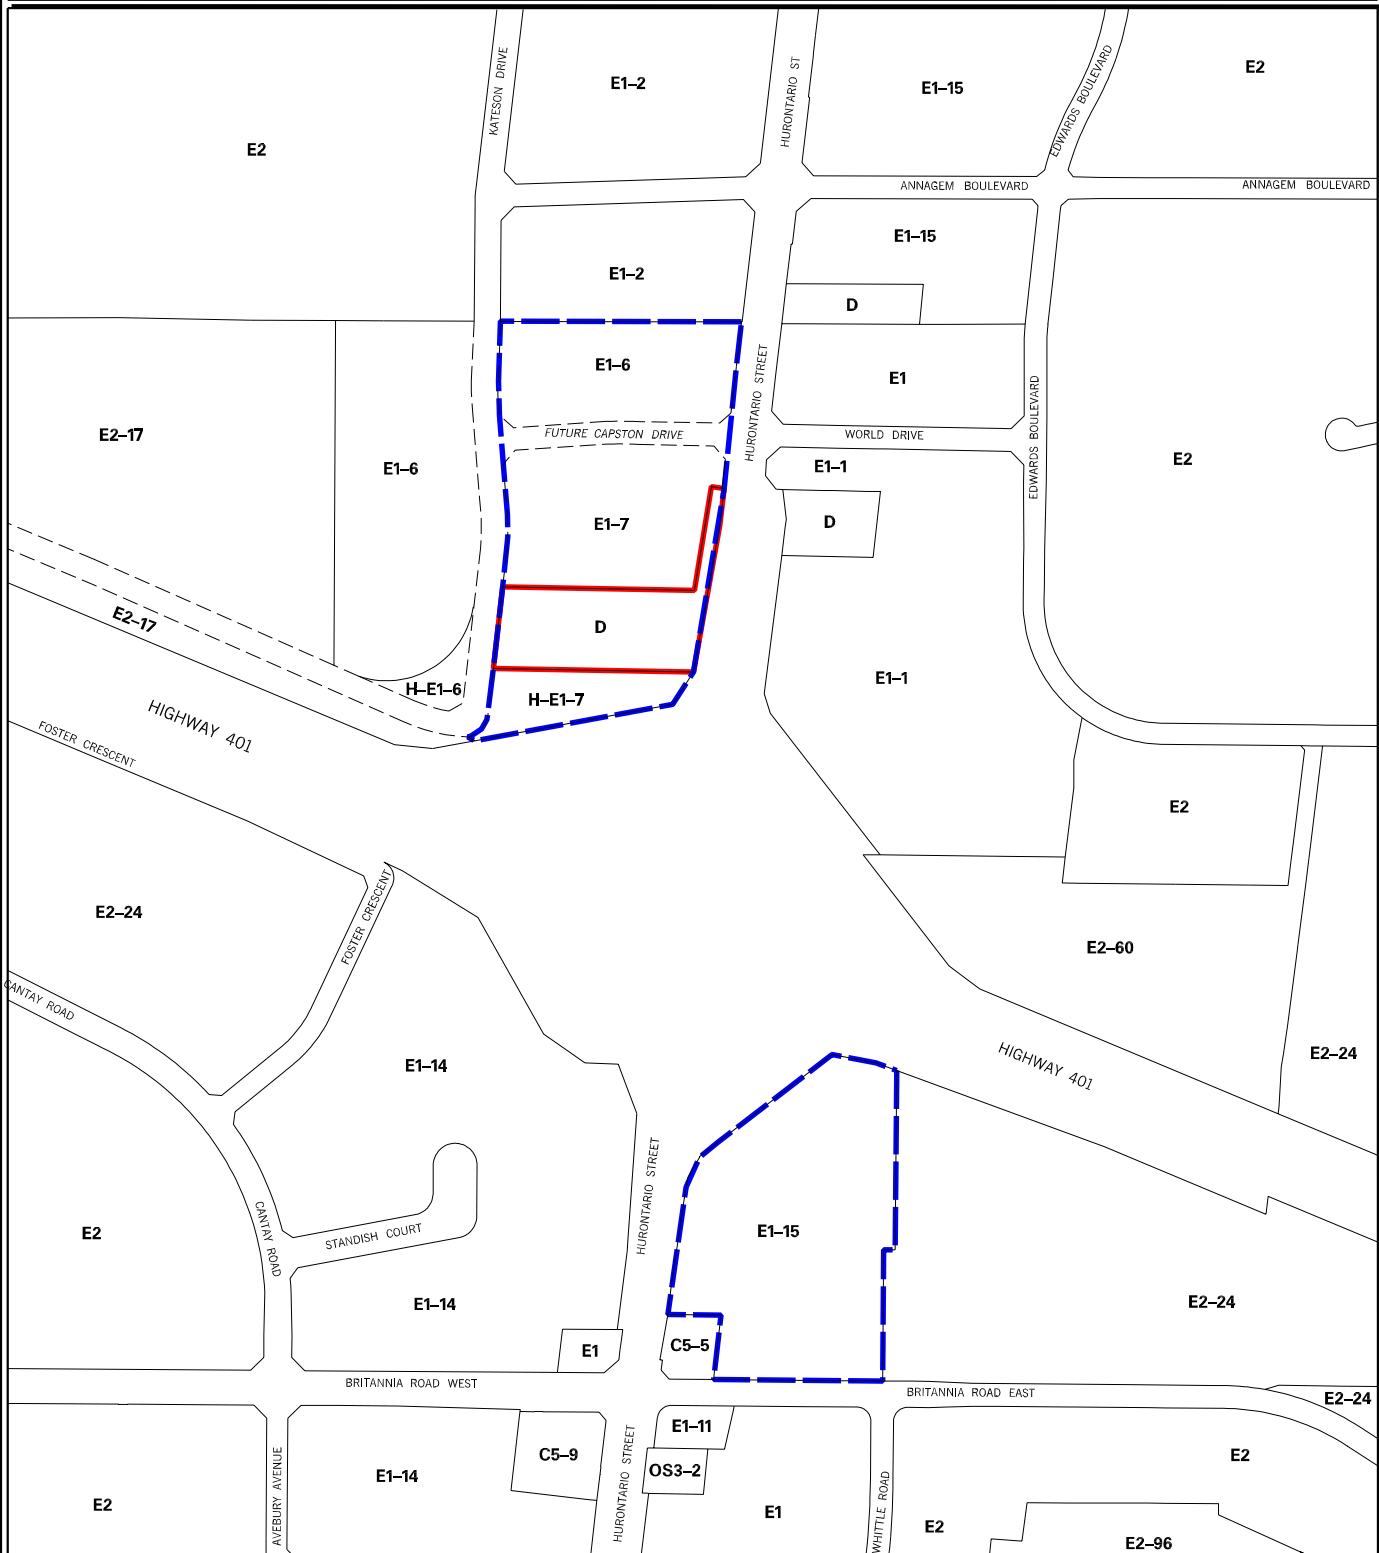 KATESON DRIVE
E1–2
HURONTARIO ST
E1–15
EDWARDS BOULEVARD
E2
E2
ANNAGEM BOULEVARD
ANNAGEM BOULEVARD
E1–15
E1–2
D
E1–6
HURONTARIO STREET
E1
EDWARDS BOULEVARD
E2–17
FUTURE CAPSTON DRIVE
WORLD DRIVE
E1–6
E1–1
E2
E1–7
D
E2–17
D
E1–1
H–E1–6
H–E1–7
HIGHWAY 401
FOSTER CRESCENT
E2
E2–24
FOSTER CRESCENT
E2–60
CANTAY ROAD
E1–14
HIGHWAY 401
E2–24
HURONTARIO STREET
E2
CANTAY ROAD
STANDISH COURT
E1–15
E1–14
E2–24
E1
C5–5
BRITANNIA ROAD WEST
BRITANNIA ROAD EAST
E2–24
E1–11
C5–9
HURONTARIO STREET
E2
E1–14
OS3–2
AVEBURY AVENUE
E2
E1
WHITTLE ROAD
E2
E2–96